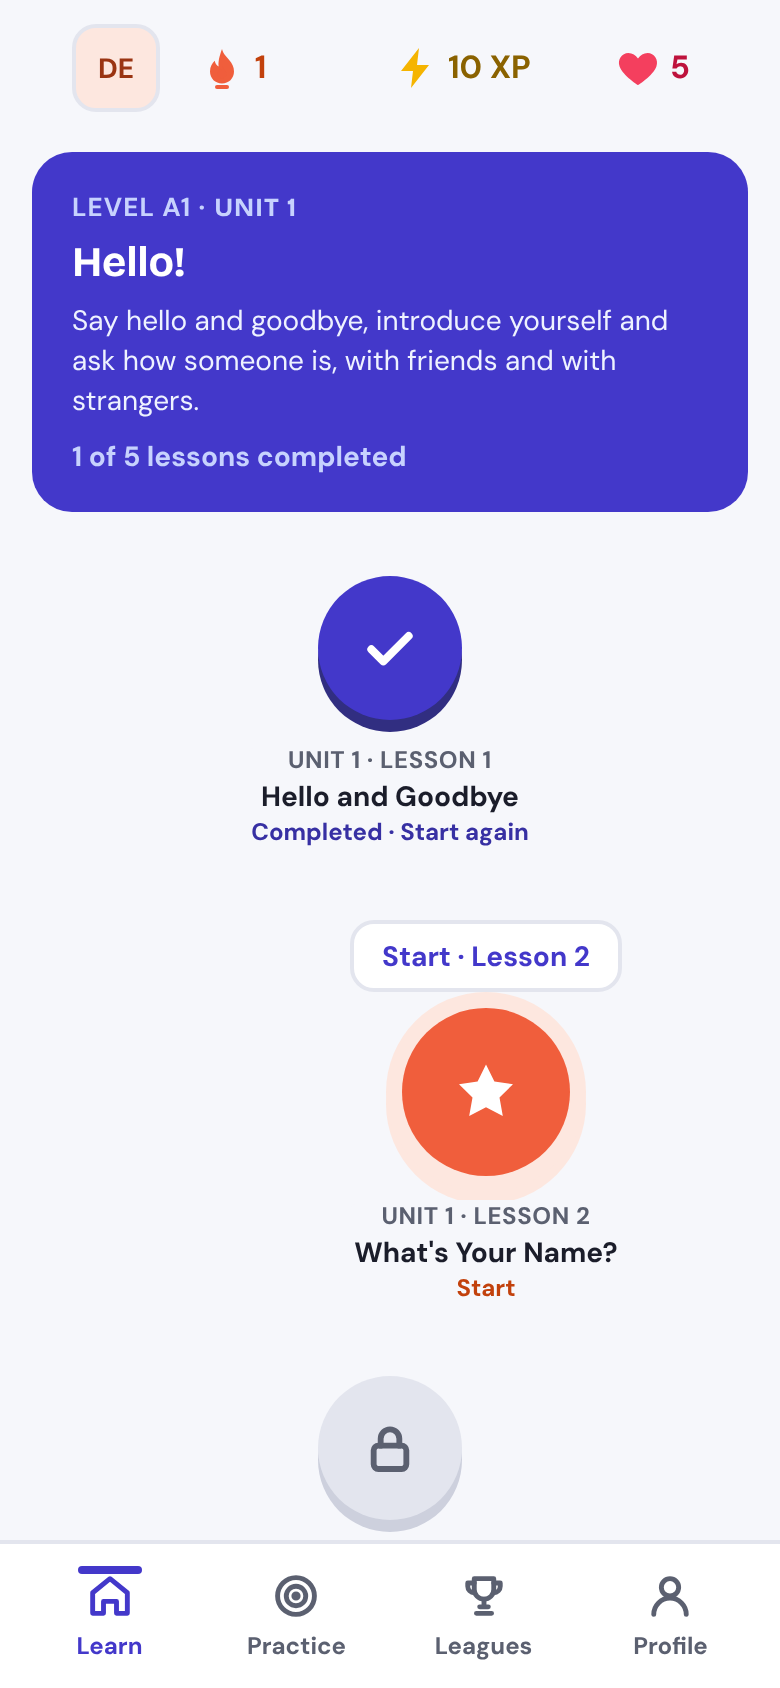 DE
1
10 XP
5
LEVEL A1 · UNIT 1
Hello!
Say hello and goodbye, introduce yourself and
ask how someone is, with friends and with
strangers.
1 of 5 lessons completed
UNIT 1 · LESSON 1
Hello and Goodbye
Completed · Start again
Start · Lesson 2
UNIT 1 · LESSON 2
What's Your Name?
Start
Learn
Practice
Leagues
Profile